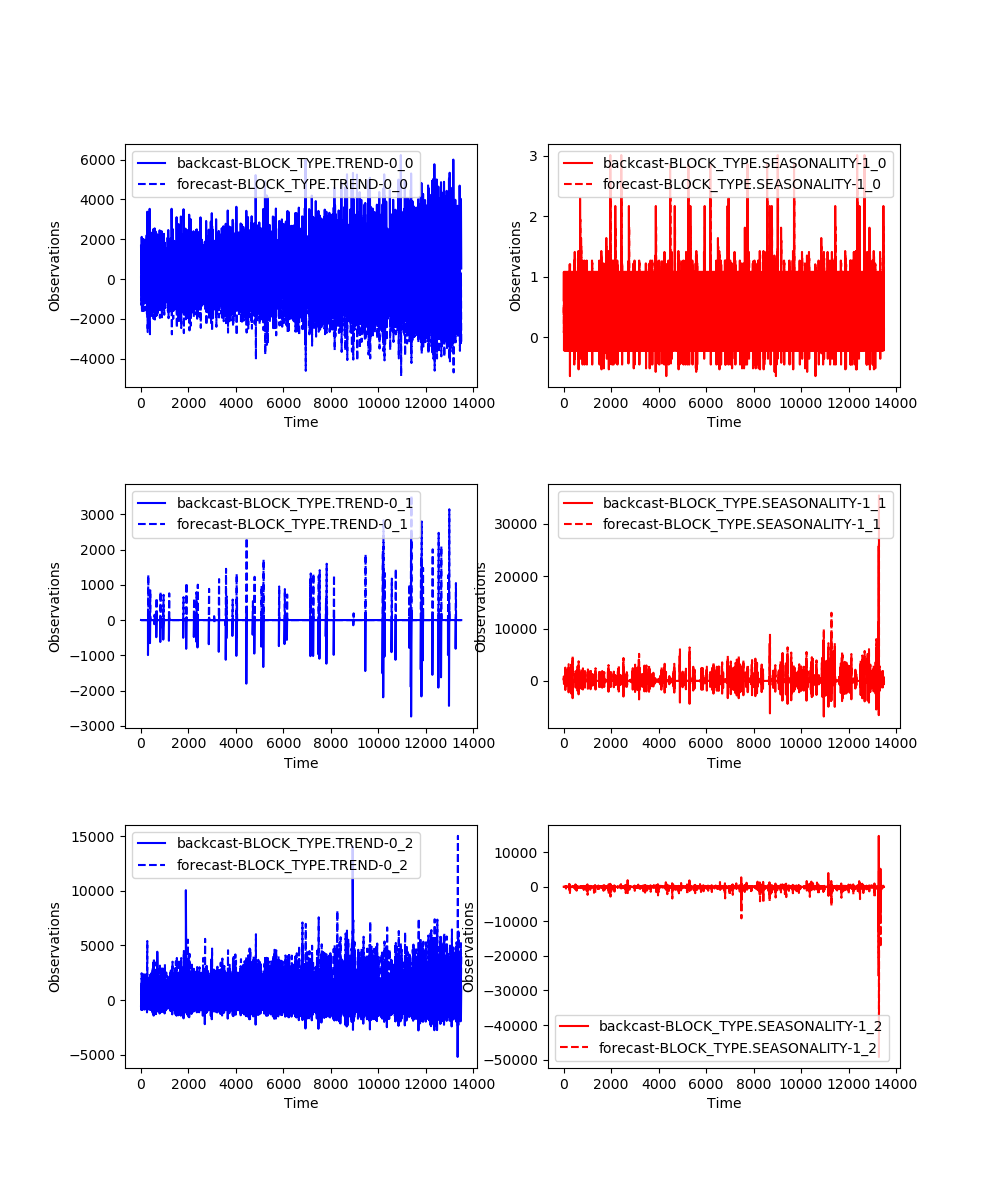 backcast-BLOCK_TYPE.TREND-0_0
forecast-BLOCK_TYPE.TREND-0_0
6000
4000
2000
0
−2000
−4000
Observations
0 2000 4000 6000 8000 10000 12000 14000
Time
backcast-BLOCK_TYPE.SEASONALITY-1_0
forecast-BLOCK_TYPE.SEASONALITY-1_0
3
2
1
0
Observations
0 2000 4000 6000 8000 10000 12000 14000
Time
backcast-BLOCK_TYPE.TREND-0_1
forecast-BLOCK_TYPE.TREND-0_1
3000
2000
1000
0
−1000
−2000
−3000
Observations
0 2000 4000 6000 8000 10000 12000 14000
Time
backcast-BLOCK_TYPE.SEASONALITY-1_1
forecast-BLOCK_TYPE.SEASONALITY-1_1
30000
20000
10000
0
Observations
0 2000 4000 6000 8000 10000 12000 14000
Time
backcast-BLOCK_TYPE.TREND-0_2
forecast-BLOCK_TYPE.TREND-0_2
15000
10000
5000
0
−5000
Observations
0 2000 4000 6000 8000 10000 12000 14000
Time
10000
0
−10000
−20000
−30000
−40000
−50000
Observations
backcast-BLOCK_TYPE.SEASONALITY-1_2
forecast-BLOCK_TYPE.SEASONALITY-1_2
0 2000 4000 6000 8000 10000 12000 14000
Time